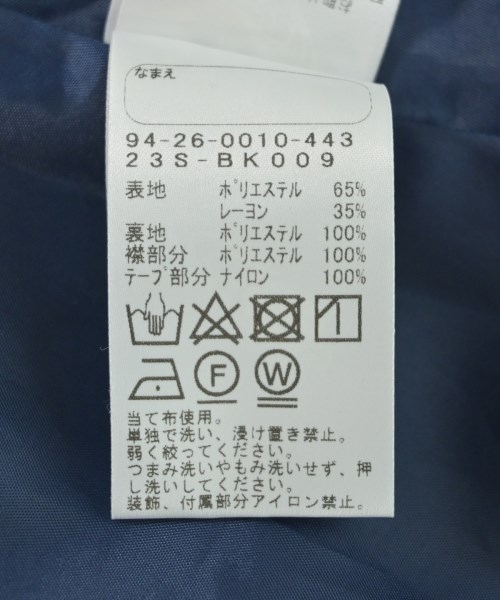 なまえ
94-26-0010-443
23S-BK009
表地 ポリエステル 65%
レーヨン 35%
裏地 ポリエステル 100%
襟部分 ポリエステル 100%
テープ部分 ナイロン 100%
F W
当て布使用。
単独で洗い、浸け置き禁止。
弱く絞ってください。
つまみ洗いやもみ洗いせず、押
し洗いしてください。
装飾、付属部分アイロン禁止。